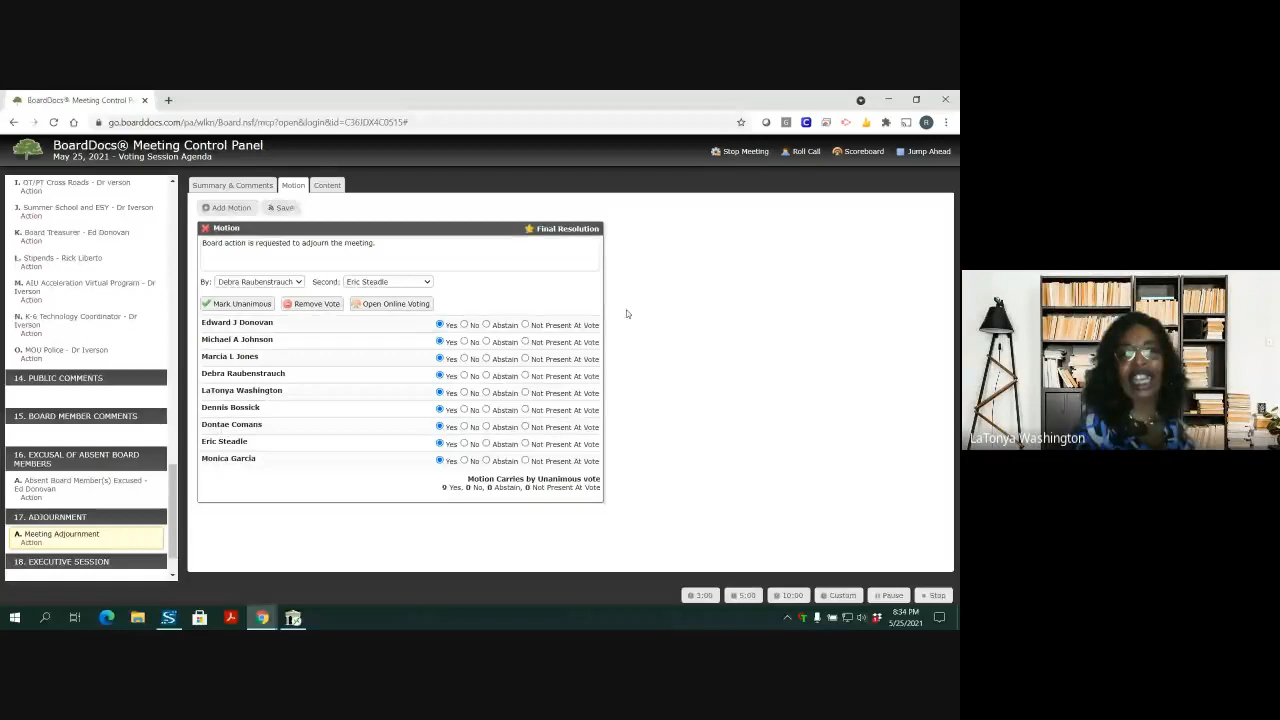 BoardDocs® Meeting Control P
go.boarddocs.com/pa/wlkn/Board.nsf/mcp?open&login&id=C36JDX4C0515#
BoardDocs® Meeting Control Panel
May 25, 2021 - Voting Session Agenda
Stop Meeting
Roll Call
Scoreboard
Jump Ahead
I. OT/PT Cross Roads - Dr Iverson
Action
J. Summer School and ESY - Dr Iverson
Action
K. Board Treasurer - Ed Donovan
Action
L. Stipends - Rick Liberto
Action
M. AIU Acceleration Virtual Program - Dr
Iverson
Action
N. K-6 Technology Coordinator - Dr
Iverson
Action
O. MOU Police - Dr Iverson
Action
14. PUBLIC COMMENTS
15. BOARD MEMBER COMMENTS
16. EXCUSAL OF ABSENT BOARD
MEMBERS
A. Absent Board Member(s) Excused -
Ed Donovan
Action
17. ADJOURNMENT
A. Meeting Adjournment
Action
18. EXECUTIVE SESSION
Summary & Comments
Motion
Content
Add Motion
Save
Motion
Final Resolution
Board action is requested to adjourn the meeting.
By: Debra Raubenstrauch Second: Eric Steadle
Mark Unanimous
Remove Vote
Open Online Voting
Edward J Donovan Yes No Abstain Not Present At Vote
Michael A Johnson Yes No Abstain Not Present At Vote
Marcia L Jones Yes No Abstain Not Present At Vote
Debra Raubenstrauch Yes No Abstain Not Present At Vote
LaTonya Washington Yes No Abstain Not Present At Vote
Dennis Bossick Yes No Abstain Not Present At Vote
Dontae Comans Yes No Abstain Not Present At Vote
Eric Steadle Yes No Abstain Not Present At Vote
Monica Garcia Yes No Abstain Not Present At Vote
Motion Carries by Unanimous vote
9 Yes, 0 No, 0 Abstain, 0 Not Present At Vote
3:00
5:00
10:00
Custom
Pause
Stop
8:34 PM
5/25/2021
LaTonya Washington